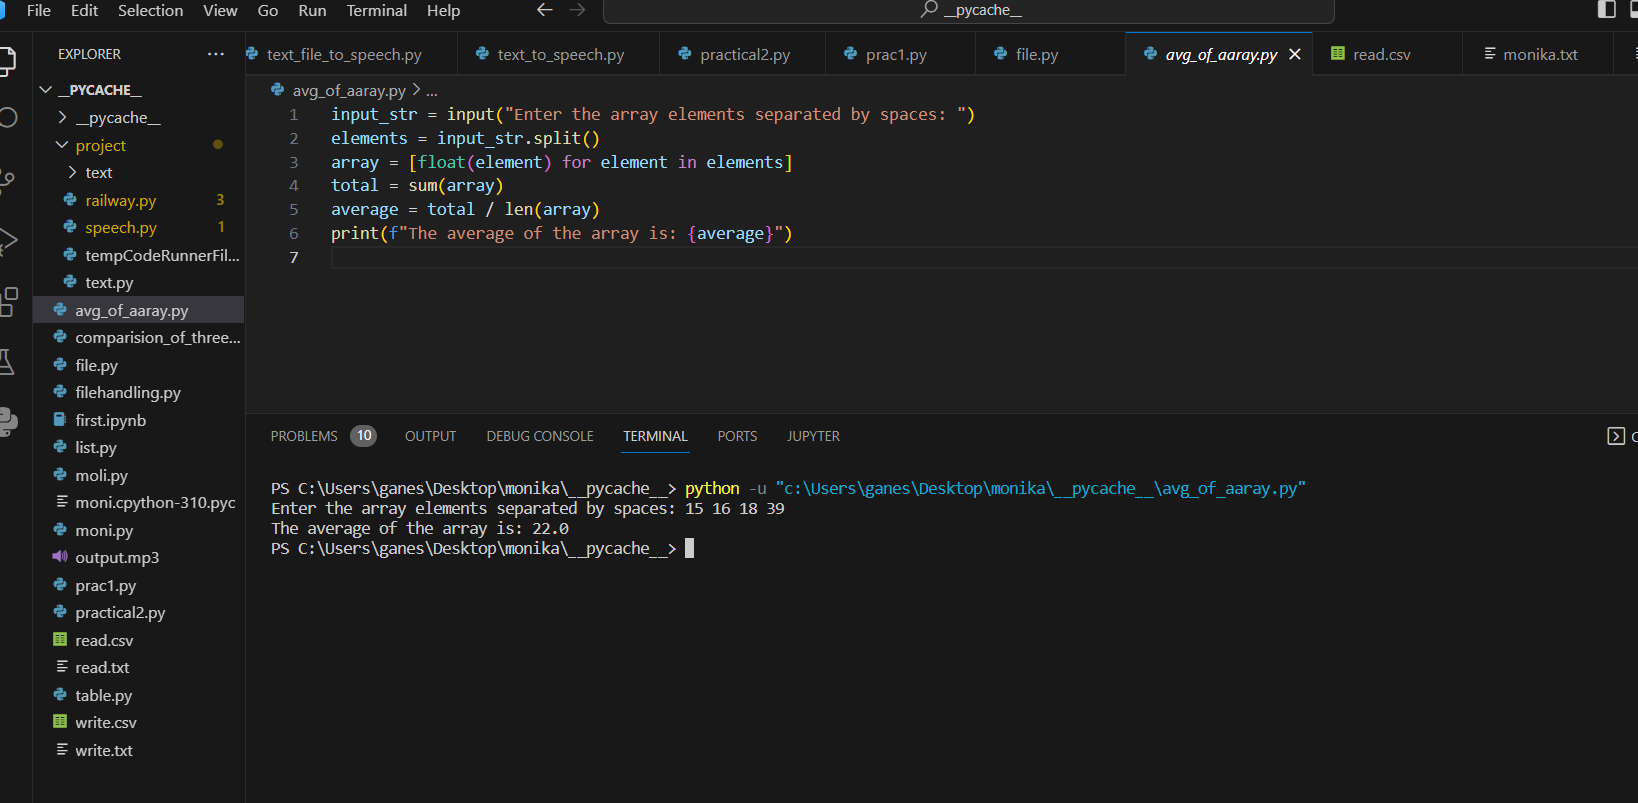 File Edit Selection View Go Run Terminal Help
__pycache__
EXPLORER ...
__PYCACHE__
__pycache__
project
text
railway.py 3
speech.py 1
tempCodeRunnerFil...
text.py
avg_of_aaray.py
comparision_of_three...
file.py
filehandling.py
first.ipynb
list.py
moli.py
moni.cpython-310.pyc
moni.py
output.mp3
prac1.py
practical2.py
read.csv
read.txt
table.py
write.csv
write.txt
text_file_to_speech.py text_to_speech.py practical2.py prac1.py file.py avg_of_aaray.py read.csv monika.txt
avg_of_aaray.py > ...
1 input_str = input("Enter the array elements separated by spaces: ")
2 elements = input_str.split()
3 array = [float(element) for element in elements]
4 total = sum(array)
5 average = total / len(array)
6 print(f"The average of the array is: {average}")
7
PROBLEMS 10 OUTPUT DEBUG CONSOLE TERMINAL PORTS JUPYTER
PS C:\Users\ganes\Desktop\monika\__pycache__> python -u "c:\Users\ganes\Desktop\monika\__pycache__\avg_of_aaray.py"
Enter the array elements separated by spaces: 15 16 18 39
The average of the array is: 22.0
PS C:\Users\ganes\Desktop\monika\__pycache__>